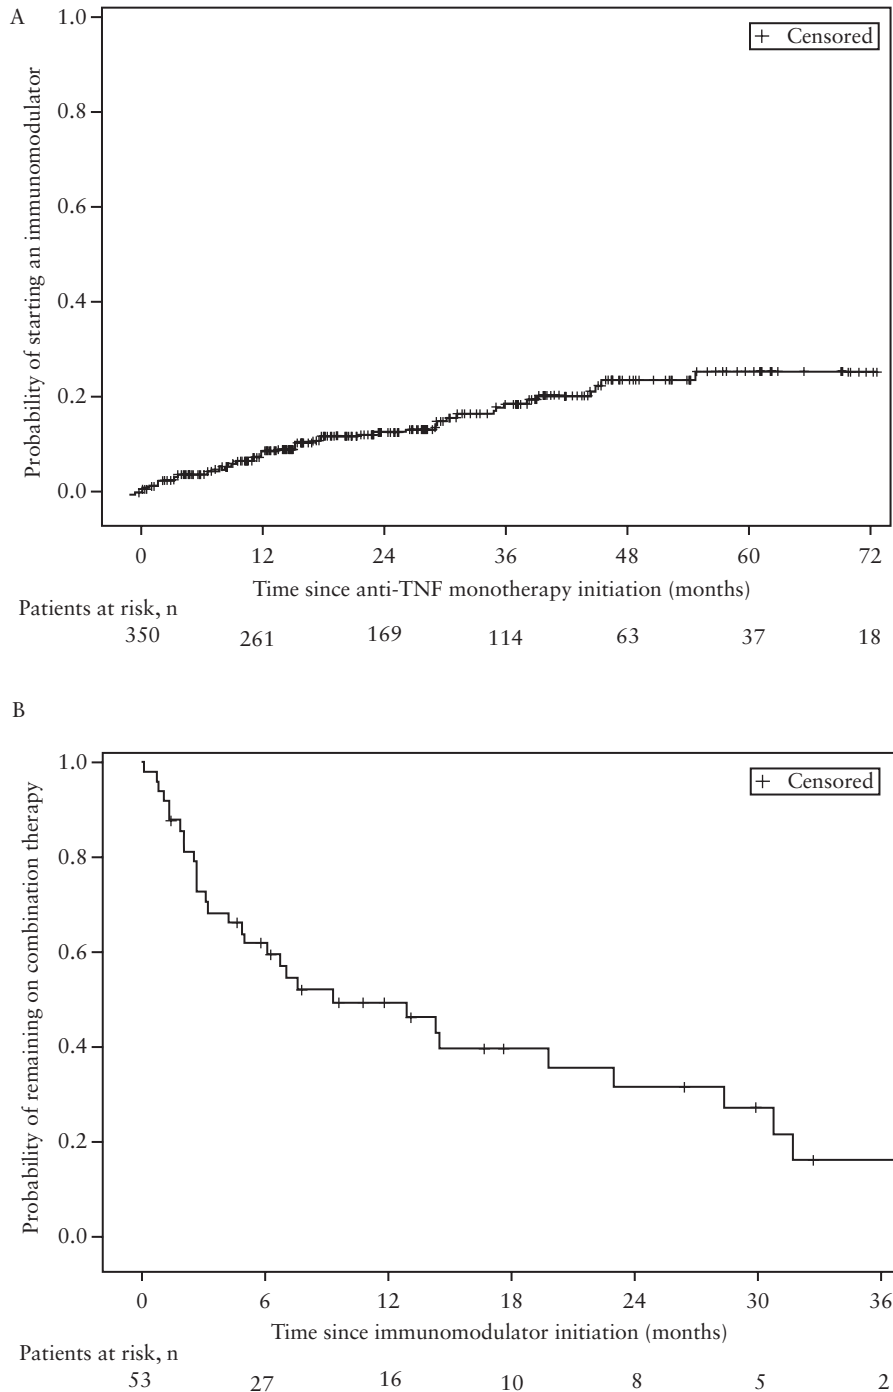 A
1.0
+ Censored
0.8
0.6
0.4
0.2
0.0
Probability of starting an immunomodulator
0 12 24 36 48 60 72
Time since anti-TNF monotherapy initiation (months)
Patients at risk, n
350 261 169 114 63 37 18
B
1.0
+ Censored
0.8
0.6
0.4
0.2
0.0
Probability of remaining on combination therapy
0 6 12 18 24 30 36
Time since immunomodulator initiation (months)
Patients at risk, n
53 27 16 10 8 5 2